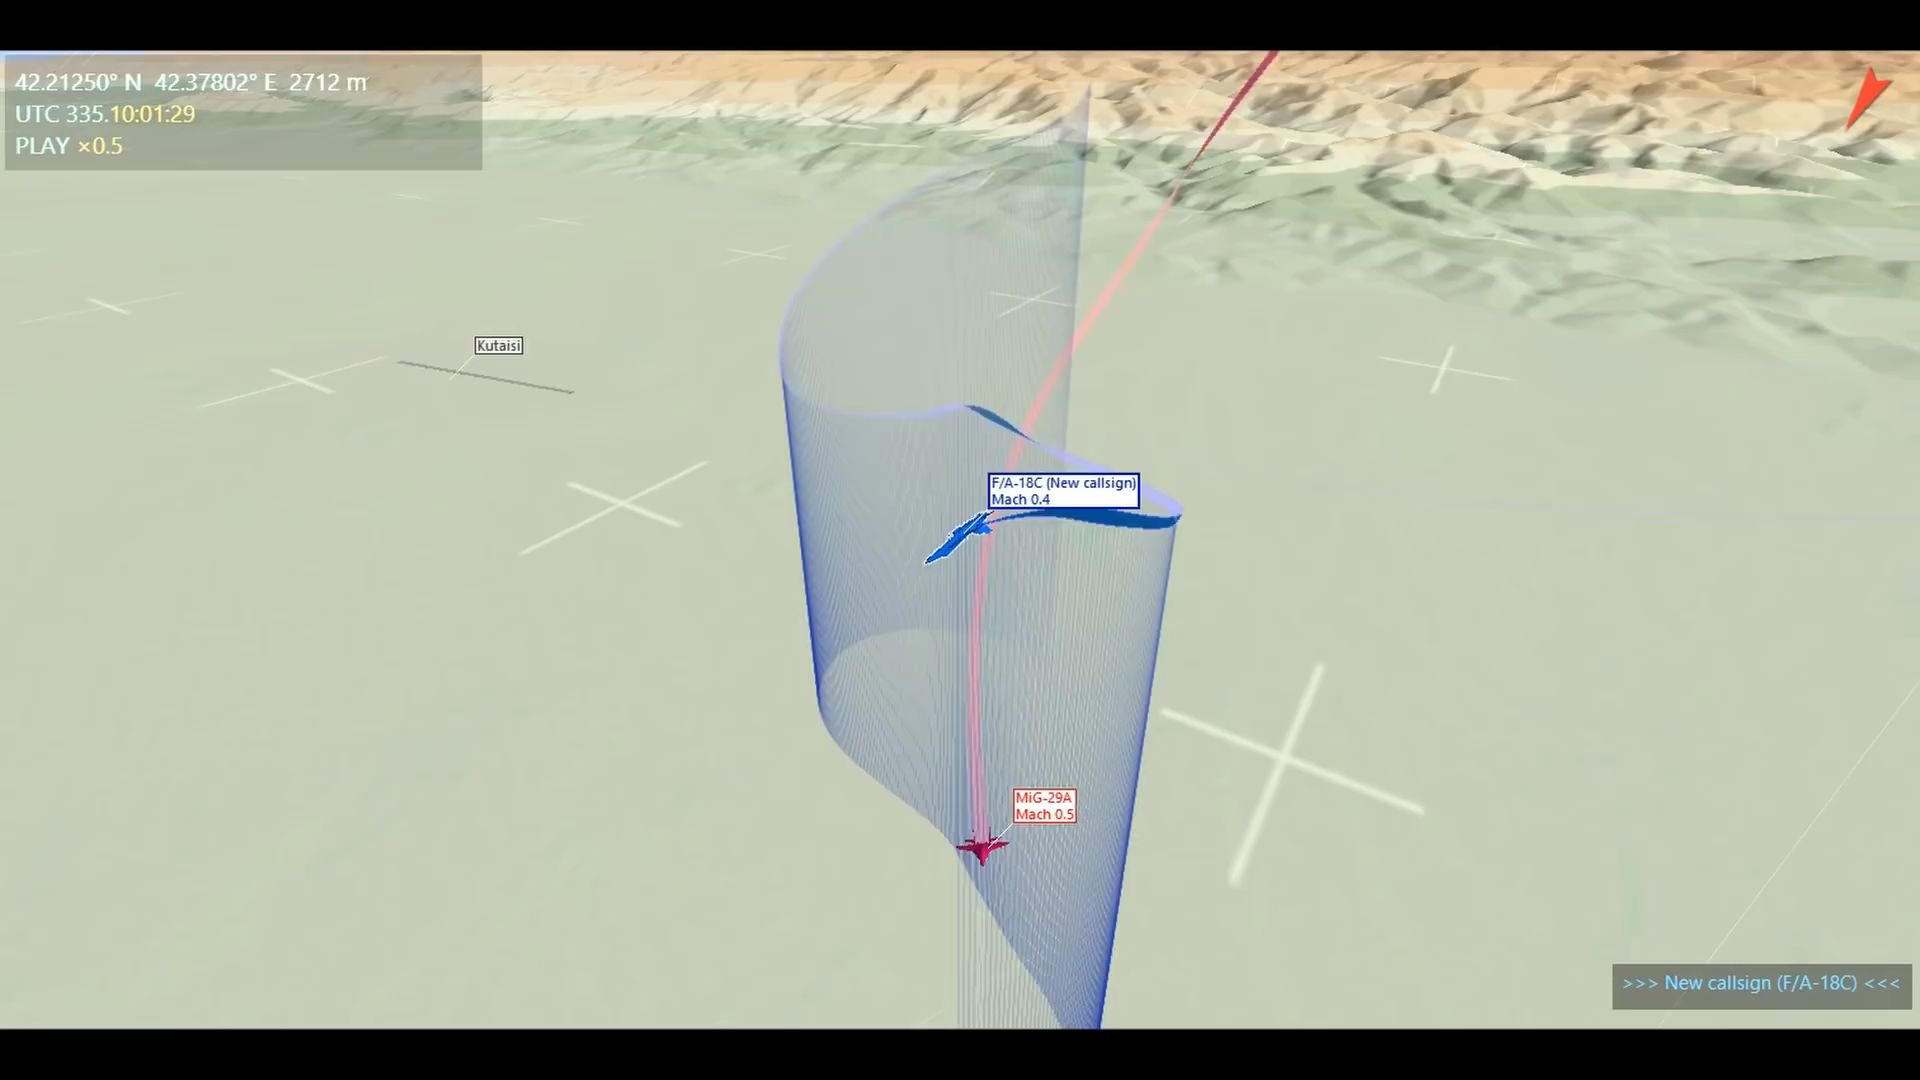 42.21250° N  42.37802° E  2712 m
UTC 335.10:01:29
PLAY ×0.5
Kutaisi
F/A-18C (New callsign)
Mach 0.4
MiG-29A
Mach 0.5
>>> New callsign (F/A-18C) <<<